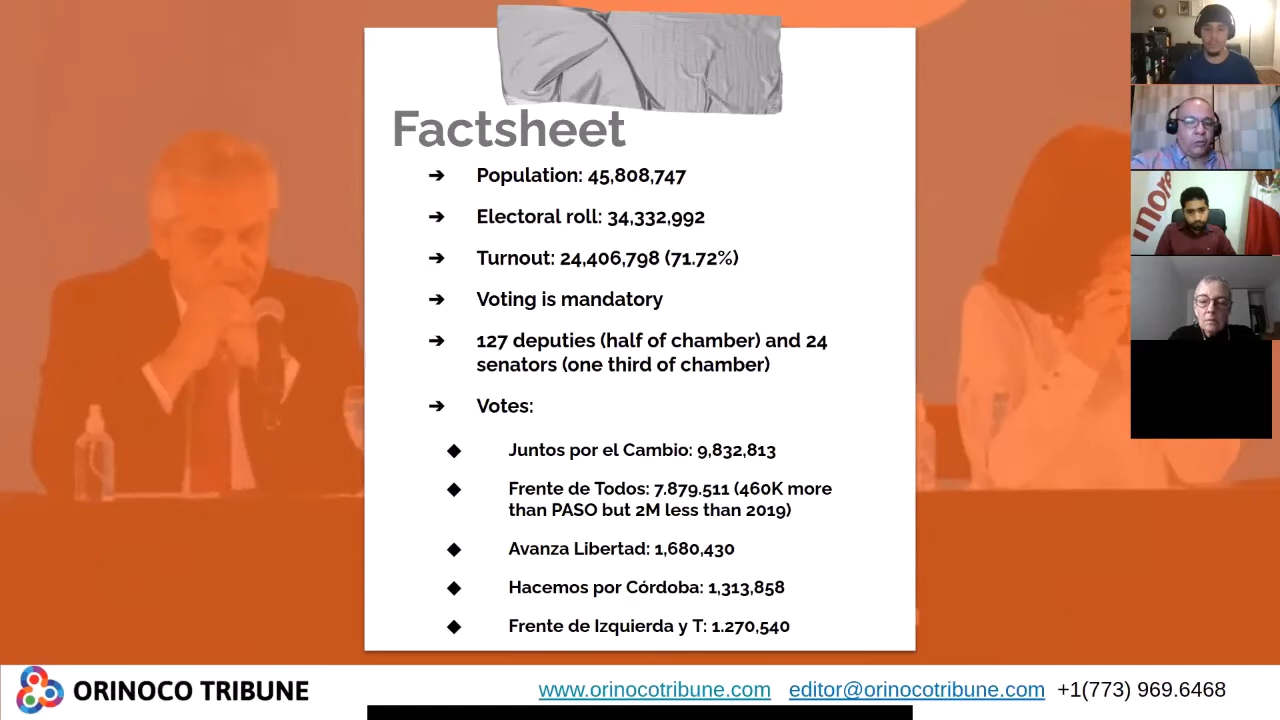 Factsheet
➔ Population: 45,808,747
➔ Electoral roll: 34,332,992
➔ Turnout: 24,406,798 (71.72%)
➔ Voting is mandatory
➔ 127 deputies (half of chamber) and 24
senators (one third of chamber)
➔ Votes:
◆ Juntos por el Cambio: 9,832,813
◆ Frente de Todos: 7.879.511 (460K more
than PASO but 2M less than 2019)
◆ Avanza Libertad: 1,680,430
◆ Hacemos por Córdoba: 1,313,858
◆ Frente de Izquierda y T: 1.270,540
morena
ORINOCO TRIBUNE
www.orinocotribune.com editor@orinocotribune.com +1(773) 969.6468